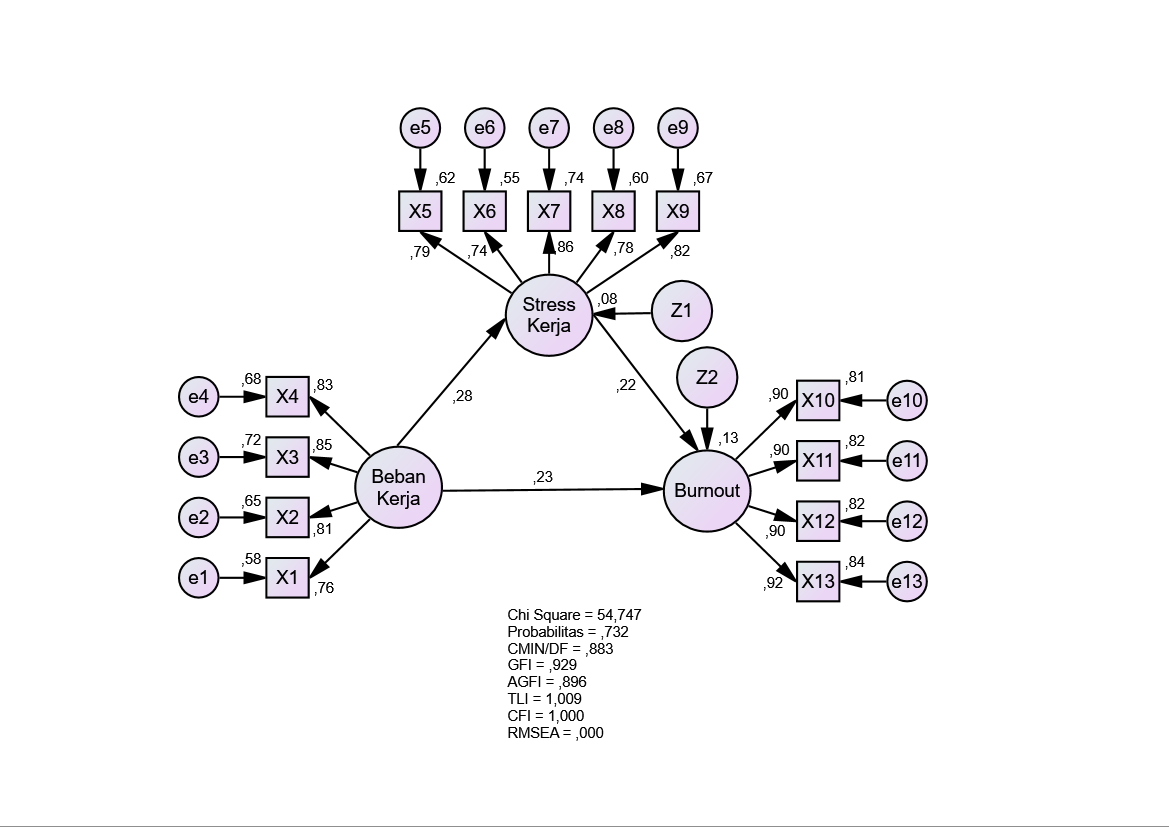 e5 e6 e7 e8 e9
,62 ,55 ,74 ,60 ,67
X5 X6 X7 X8 X9
,79 ,74 ,86 ,78 ,82
Stress
Kerja
,08
Z1
Z2
,28
,22
,13
,23
e4 ,68 X4 ,83
e3 ,72 X3 ,85
e2 ,65 X2 ,81
e1 ,58 X1 ,76
Beban
Kerja
Burnout
,90 X10 ,81 e10
,90 X11 ,82 e11
,90 X12 ,82 e12
,92 X13 ,84 e13
Chi Square = 54,747
Probabilitas = ,732
CMIN/DF = ,883
GFI = ,929
AGFI = ,896
TLI = 1,009
CFI = 1,000
RMSEA = ,000